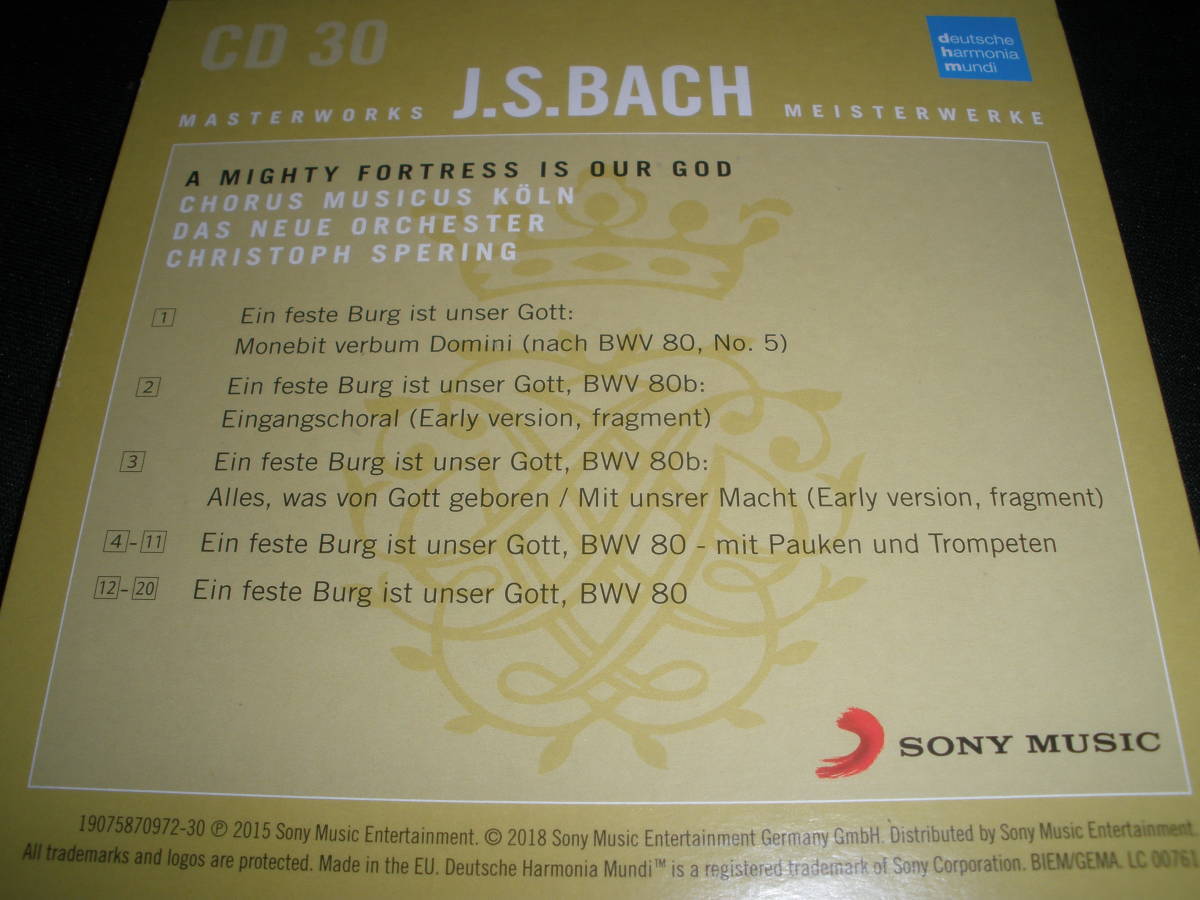 CD 30
deutsche
harmonia
mundi
MASTERWORKS J.S.BACH MEISTERWERKE
A MIGHTY FORTRESS IS OUR GOD
CHORUS MUSICUS KÖLN
DAS NEUE ORCHESTER
CHRISTOPH SPERING
1 Ein feste Burg ist unser Gott:
Monebit verbum Domini (nach BWV 80, No. 5)
2 Ein feste Burg ist unser Gott, BWV 80b:
Eingangschoral (Early version, fragment)
3 Ein feste Burg ist unser Gott, BWV 80b:
Alles, was von Gott geboren / Mit unsrer Macht (Early version, fragment)
4-11 Ein feste Burg ist unser Gott, BWV 80 - mit Pauken und Trompeten
12-20 Ein feste Burg ist unser Gott, BWV 80
SONY MUSIC
19075870972-30 ℗ 2015 Sony Music Entertainment. © 2018 Sony Music Entertainment Germany GmbH. Distributed by Sony Music Entertainment.
All trademarks and logos are protected. Made in the EU. Deutsche Harmonia Mundi™ is a registered trademark of Sony Corporation. BIEM/GEMA. LC 00761